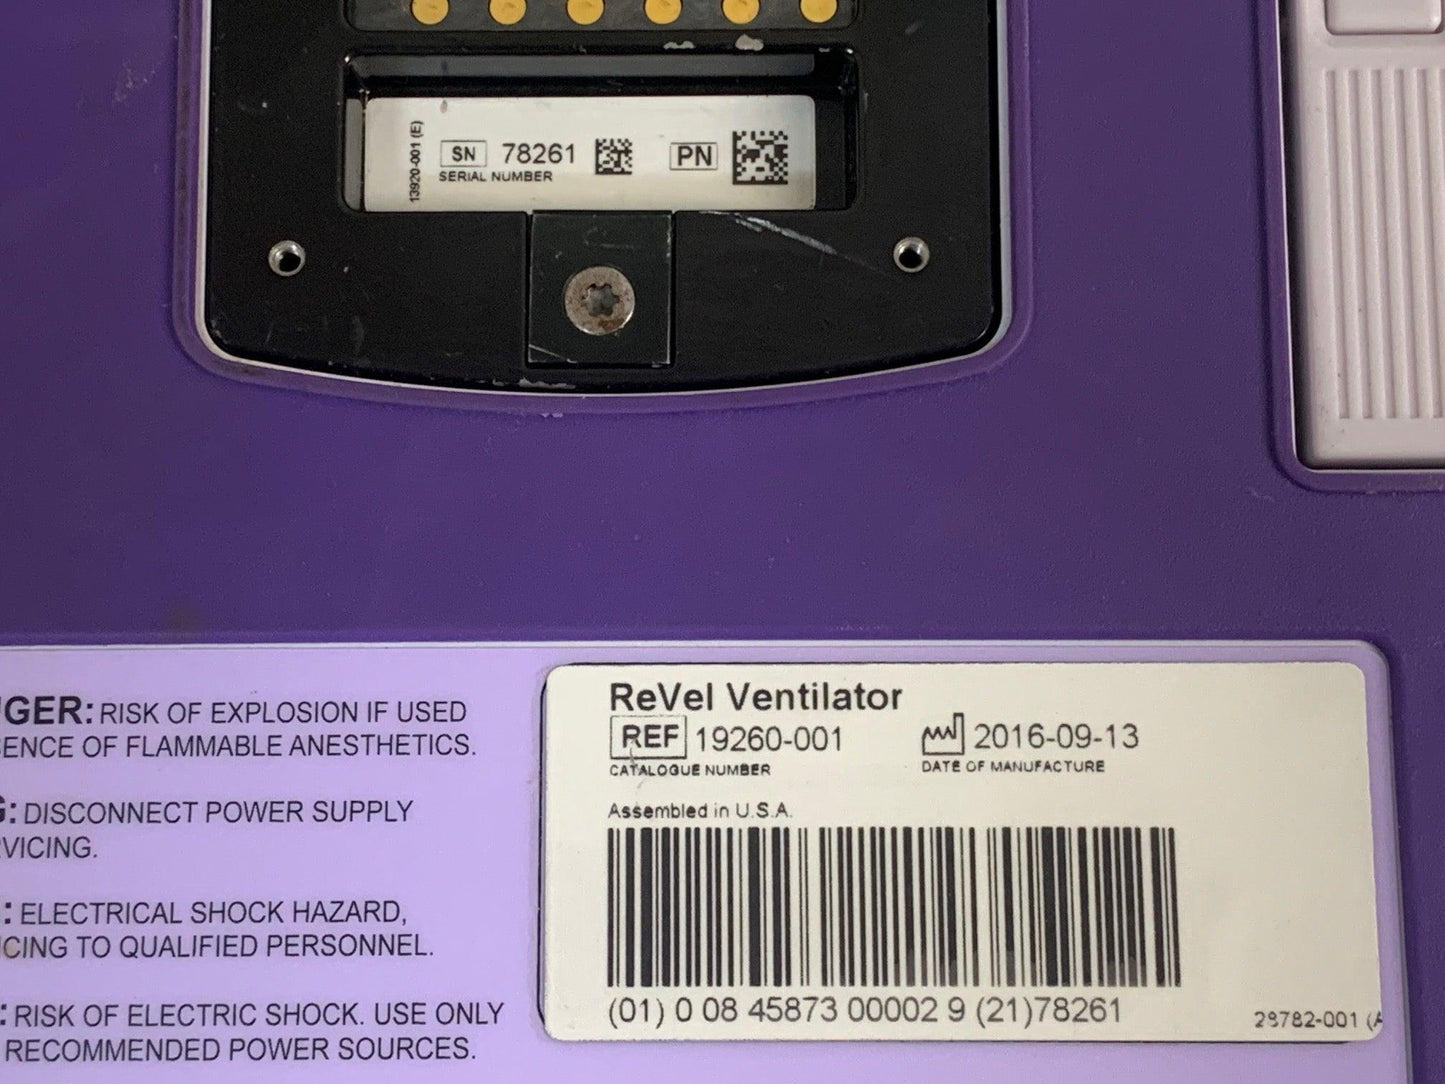 13920-001 (E)
SN 78261 PN
SERIAL NUMBER
GER: RISK OF EXPLOSION IF USED
ENCE OF FLAMMABLE ANESTHETICS.
G: DISCONNECT POWER SUPPLY
VICING.
: ELECTRICAL SHOCK HAZARD,
CING TO QUALIFIED PERSONNEL.
: RISK OF ELECTRIC SHOCK. USE ONLY
RECOMMENDED POWER SOURCES.
ReVel Ventilator
REF 19260-001 2016-09-13
CATALOGUE NUMBER DATE OF MANUFACTURE
Assembled in U.S.A.
(01) 0 08 45873 00002 9 (21)78261
28782-001 (A